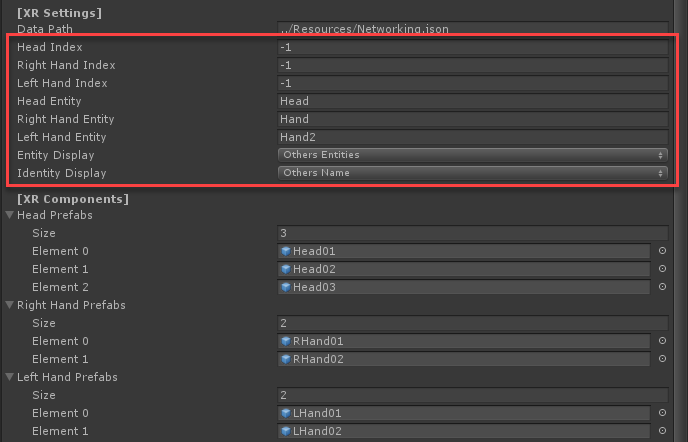 [XR Settings]
Data Path ../Resources/Networking.json
Head Index -1
Right Hand Index -1
Left Hand Index -1
Head Entity Head
Right Hand Entity Hand
Left Hand Entity Hand2
Entity Display Others Entities
Identity Display Others Name
[XR Components]
Head Prefabs
Size 3
Element 0 Head01
Element 1 Head02
Element 2 Head03
Right Hand Prefabs
Size 2
Element 0 RHand01
Element 1 RHand02
Left Hand Prefabs
Size 2
Element 0 LHand01
Element 1 LHand02